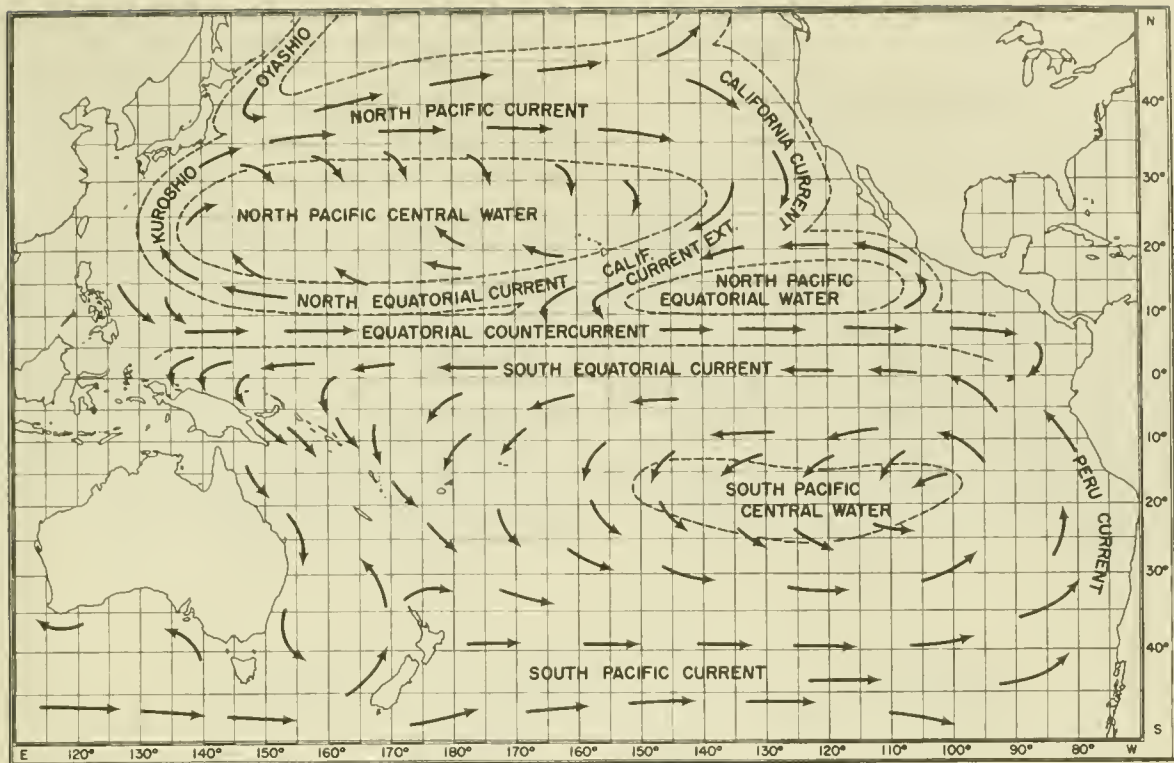 N
OYASHIO
40°
NORTH PACIFIC CURRENT
CALIFORNIA CURRENT
30°
KUROSHIO
NORTH PACIFIC CENTRAL WATER
CALIF.
CURRENT EXT.
20°
NORTH PACIFIC
EQUATORIAL WATER
NORTH EQUATORIAL CURRENT
10°
EQUATORIAL COUNTERCURRENT
SOUTH EQUATORIAL CURRENT
0°
10°
PERU CURRENT
SOUTH PACIFIC
CENTRAL WATER
20°
30°
40°
SOUTH PACIFIC CURRENT
S
E 120° 130° 140° 150° 160° 170° 180° 170° 160° 150° 140° 130° 120° 110° 100° 90° 80° W